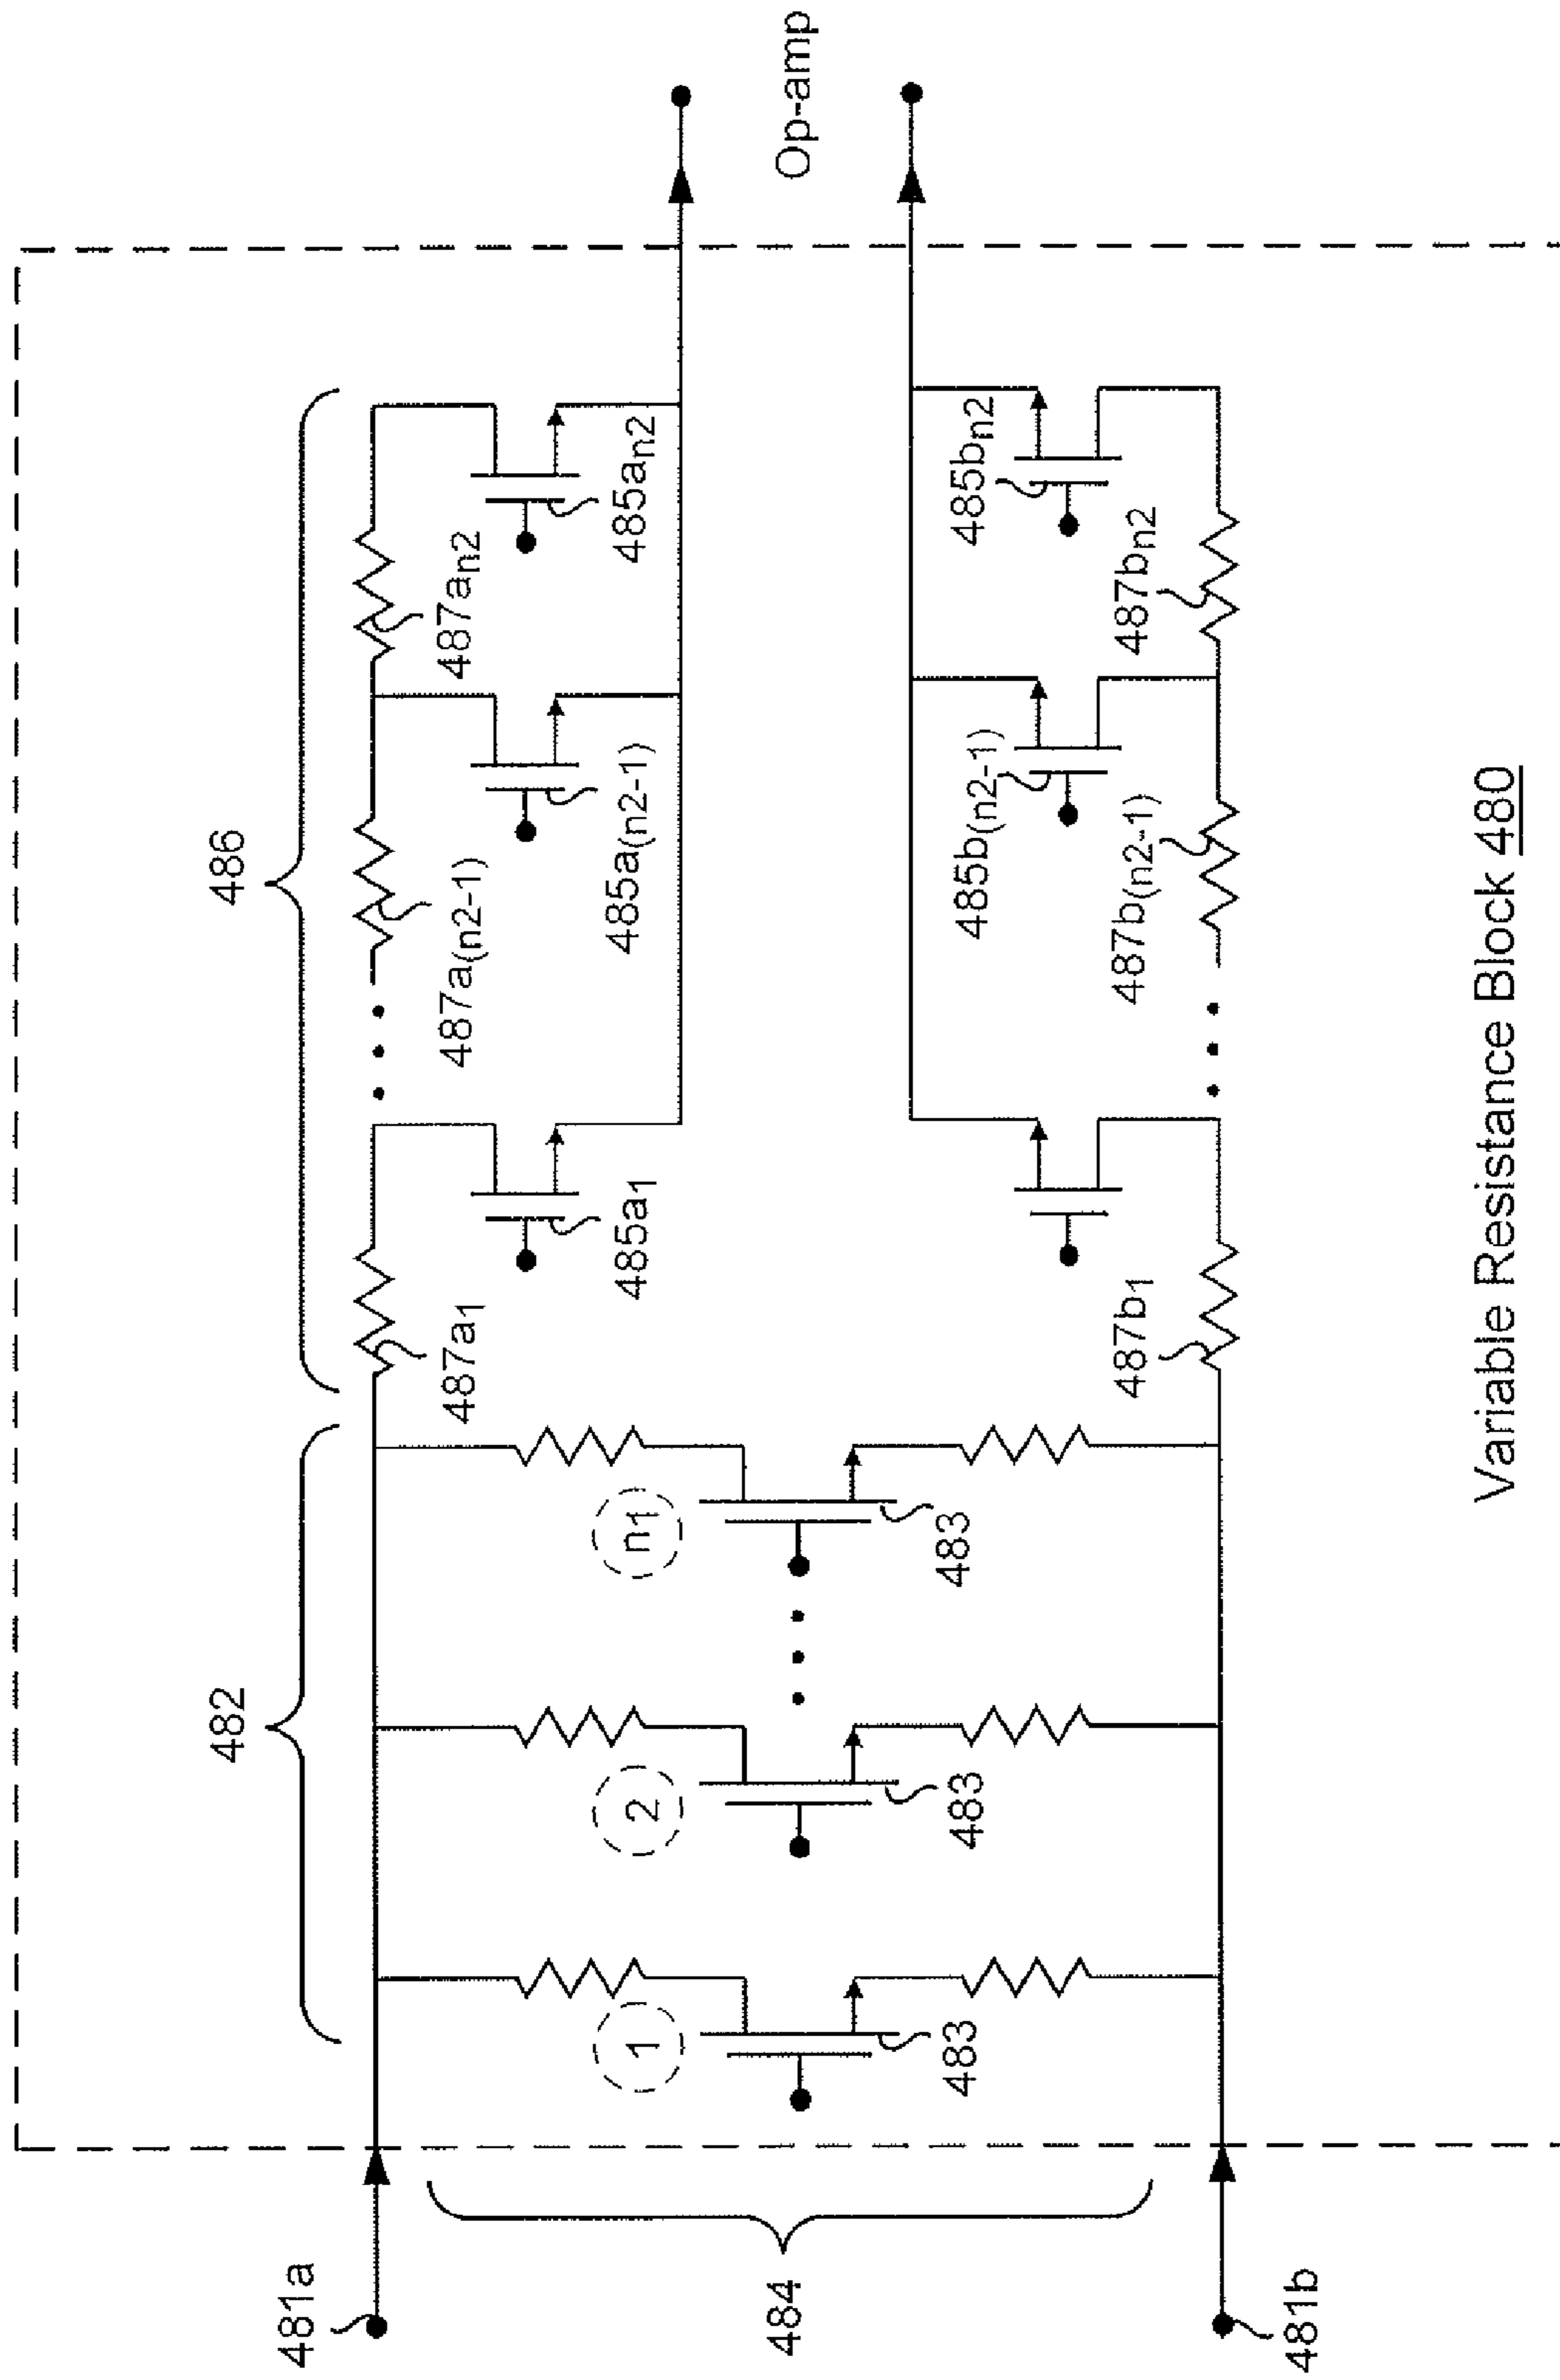 486
482
487a1
487a(n2-1)
487an2
485a1
485a(n2-1)
485an2
Op-amp
1
2
n1
483
483
483
484
481a
481b
485b(n2-1)
485bn2
487b1
487b(n2-1)
487bn2
Variable Resistance Block 480